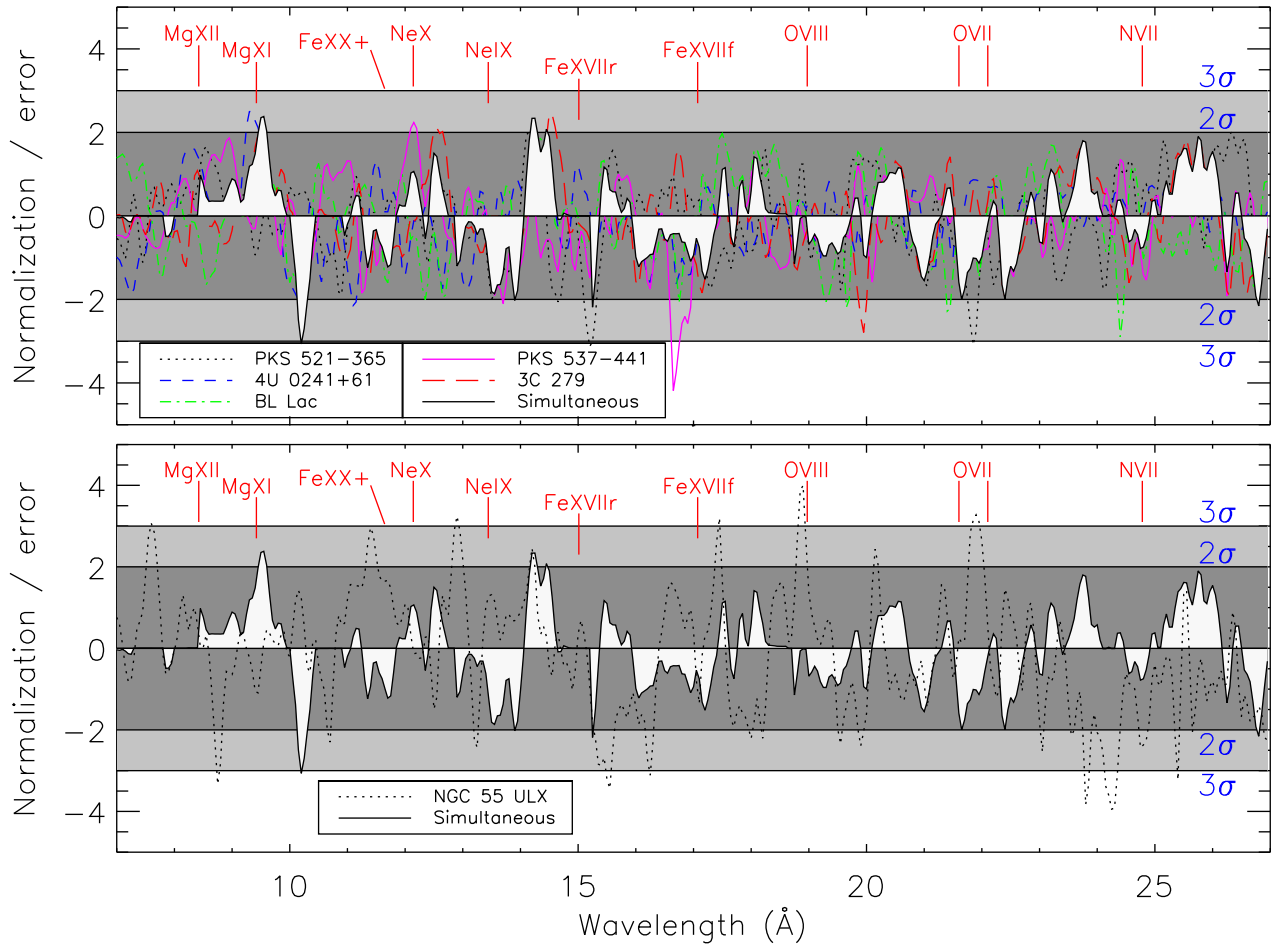 MgXII
MgXI
FeXX+
NeX
NeIX
FeXVIIr
FeXVIIf
OVIII
OVII
NVII
Normalization / error
4
2
0
−2
−4
3σ
2σ
2σ
3σ
PKS 521−365
4U 0241+61
BL Lac
PKS 537−441
3C 279
Simultaneous
MgXII
MgXI
FeXX+
NeX
NeIX
FeXVIIr
FeXVIIf
OVIII
OVII
NVII
Normalization / error
4
2
0
−2
−4
3σ
2σ
2σ
3σ
NGC 55 ULX
Simultaneous
10
15
20
25
Wavelength (Å)